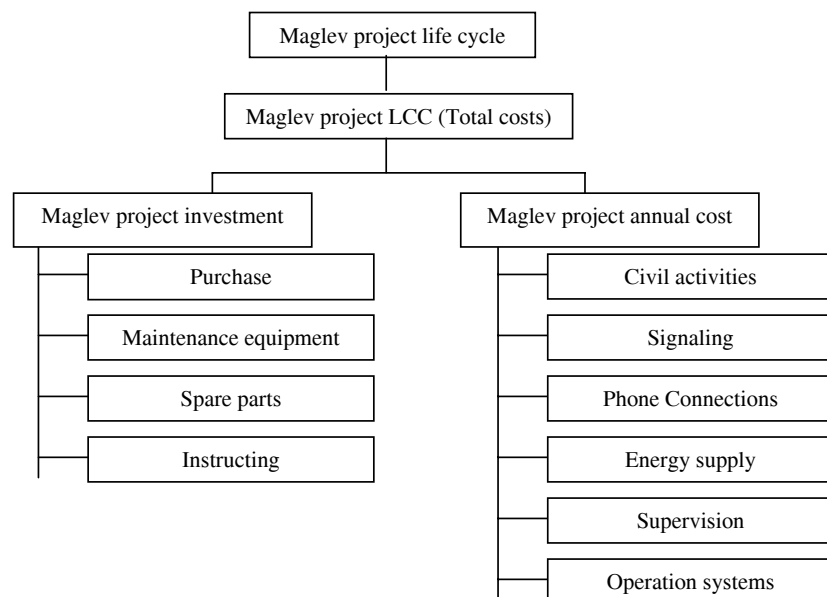 Maglev project life cycle
Maglev project LCC (Total costs)
Maglev project investment
Purchase
Maintenance equipment
Spare parts
Instructing
Maglev project annual cost
Civil activities
Signaling
Phone Connections
Energy supply
Supervision
Operation systems